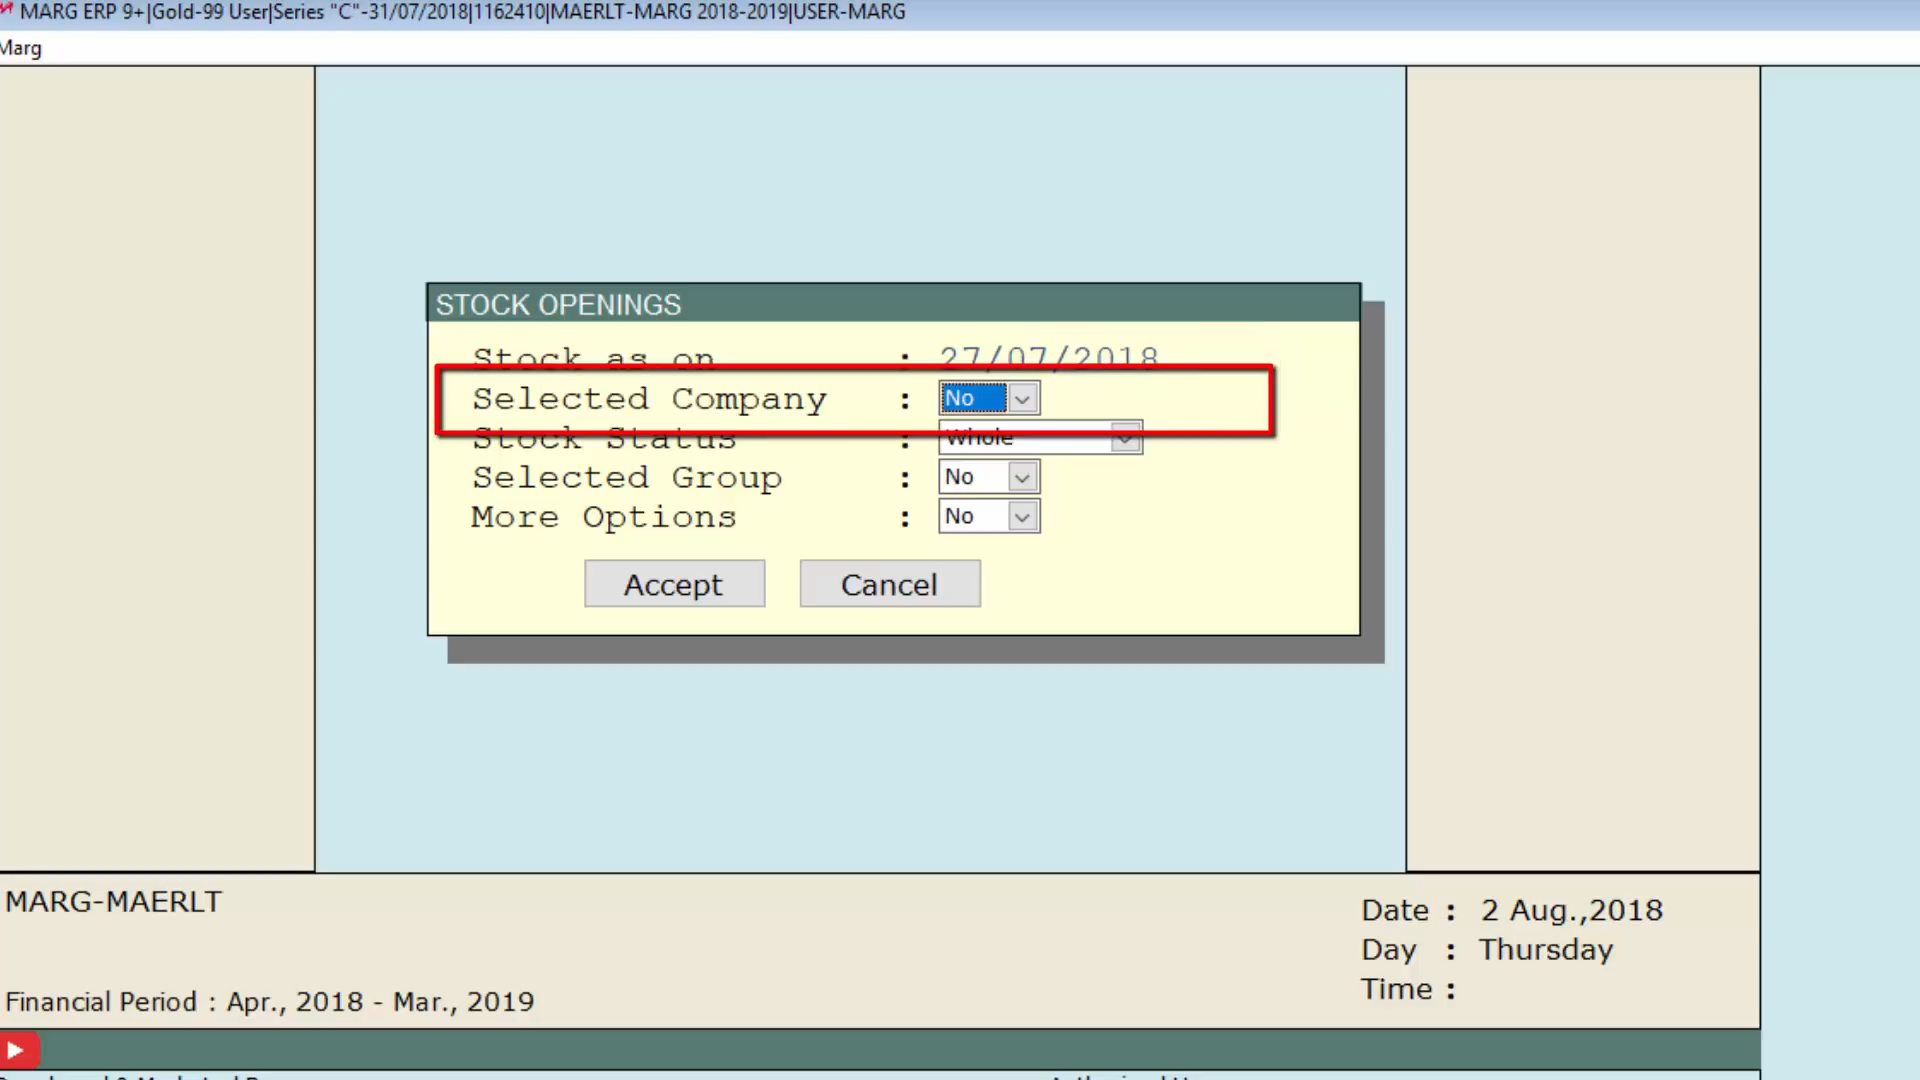 MARG ERP 9+|Gold-99 User|Series "C"-31/07/2018|1162410|MAERLT-MARG 2018-2019|USER-MARG
Marg
STOCK OPENINGS
Stock as on : 27/07/2018
Selected Company : No
Stock Status : Whole
Selected Group : No
More Options : No
Accept Cancel
MARG-MAERLT
Date : 2 Aug.,2018
Day : Thursday
Time :
Financial Period : Apr., 2018 - Mar., 2019